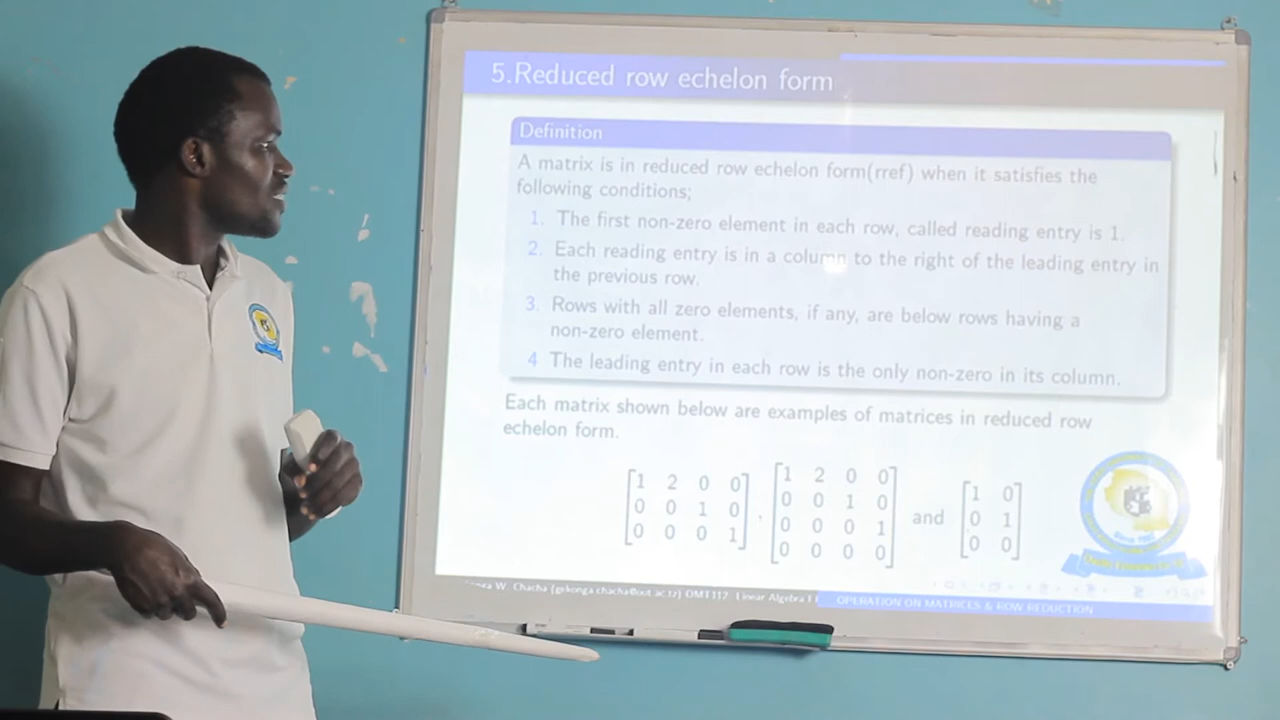 5.Reduced row echelon form
Definition
A matrix is in reduced row echelon form(rref) when it satisfies the
following conditions;
1. The first non-zero element in each row, called reading entry is 1.
2. Each reading entry is in a column to the right of the leading entry in
the previous row.
3. Rows with all zero elements, if any, are below rows having a
non-zero element.
4 The leading entry in each row is the only non-zero in its column.
Each matrix shown below are examples of matrices in reduced row
echelon form.
[1 2 0 0
0 0 1 0
0 0 0 1] , [1 2 0 0
0 0 1 0
0 0 0 1
0 0 0 0] and [1 0
0 1
0 0]
W. Chacha OMT112: Linear Algebra I
OPERATION ON MATRICES & ROW REDUCTION